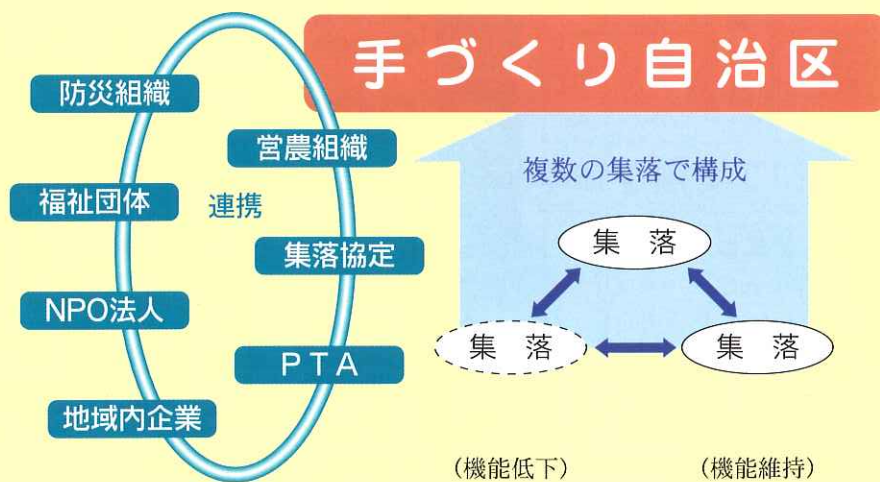 手づくり自治区
防災組織
営農組織
福祉団体
連携
集落協定
NPO法人
PTA
地域内企業
複数の集落で構成
集落
集落
集落
(機能低下)
(機能維持)